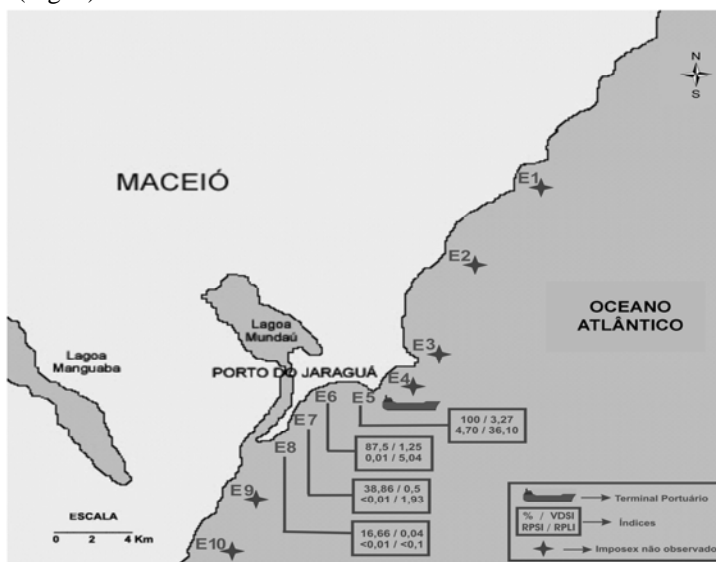 N
S
E1
MACEIÓ
E2
OCEANO
ATLÂNTICO
Lagoa
Mundaú
E3
Lagoa
Manguaba
PORTO DO JARAGUÁ
E4
E6
E5
E7
100 / 3,27
4,70 / 36,10
E8
87,5 / 1,25
0,01 / 5,04
E9
38,86 / 0,5
<0,01 / 1,93
Terminal Portuário
ESCALA
% / VDSI
RPSI / RPLI
Índices
0 2 4 Km
16,66 / 0,04
<0,01 / <0,1
E10
Imposex não observado